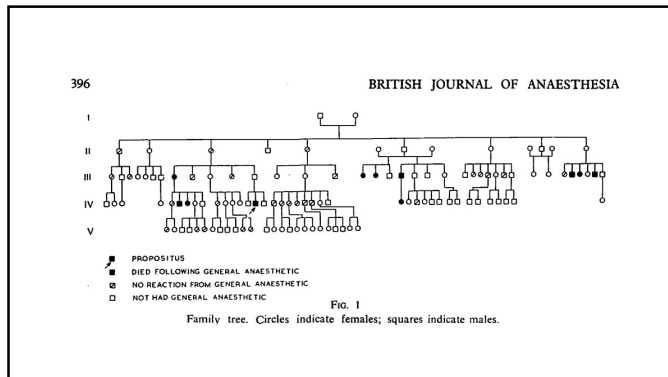 396 BRITISH JOURNAL OF ANAESTHESIA
I
II
III
IV
V
PROPOSITUS
DIED FOLLOWING GENERAL ANAESTHETIC
NO REACTION FROM GENERAL ANAESTHETIC
NOT HAD GENERAL ANAESTHETIC
FIG. 1
Family tree. Circles indicate females; squares indicate males.